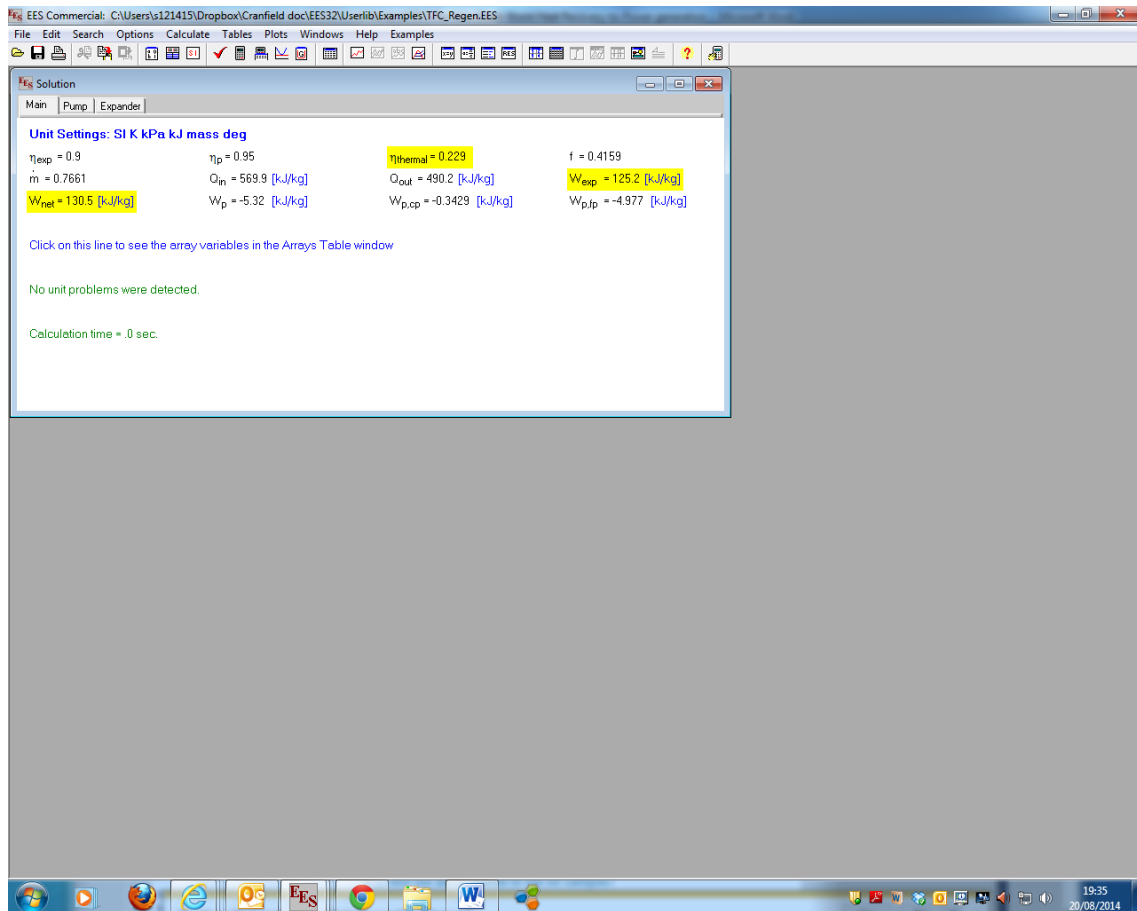 EES Commercial: C:\Users\s121415\Dropbox\Cranfield doc\EES32\Userlib\Examples\TFC_Regen.EES
File Edit Search Options Calculate Tables Plots Windows Help Examples
EES Solution
Main Pump Expander
Unit Settings: SI K kPa kJ mass deg
ηexp = 0.9 ηp = 0.95 ηthermal = 0.229 f = 0.4159
ṁ = 0.7661 Qin = 569.9 [kJ/kg] Qout = 490.2 [kJ/kg] Wexp = 125.2 [kJ/kg]
Wnet = 130.5 [kJ/kg] Wp = -5.32 [kJ/kg] Wp,cp = -0.3429 [kJ/kg] Wp,fp = -4.977 [kJ/kg]
Click on this line to see the array variables in the Arrays Table window
No unit problems were detected.
Calculation time = .0 sec.
EES
19:35
20/08/2014